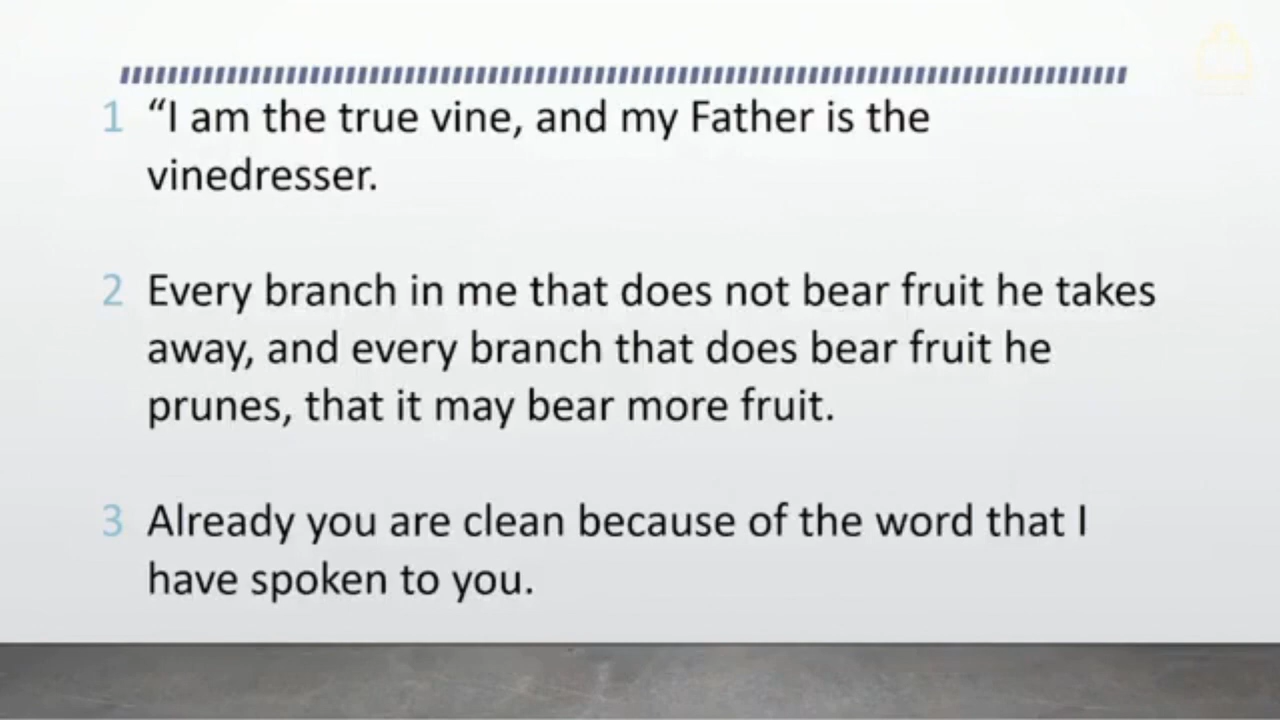 1 “I am the true vine, and my Father is the
vinedresser.
2 Every branch in me that does not bear fruit he takes
away, and every branch that does bear fruit he
prunes, that it may bear more fruit.
3 Already you are clean because of the word that I
have spoken to you.